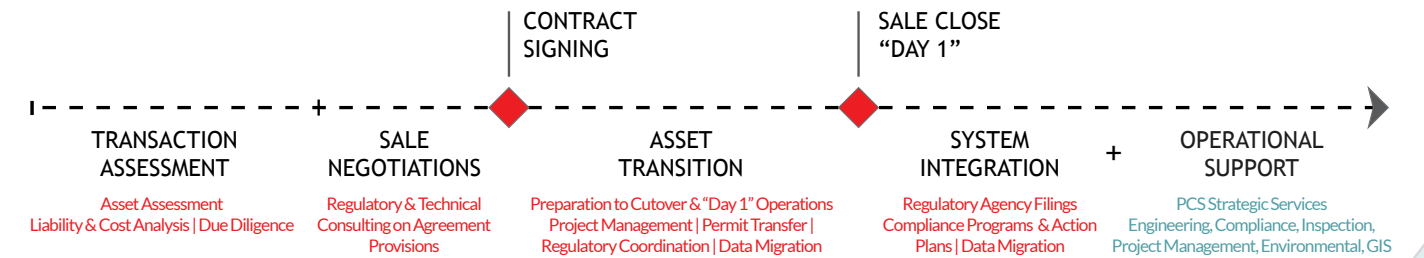 CONTRACT
SIGNING
SALE CLOSE
“DAY 1”
TRANSACTION
ASSESSMENT
Asset Assessment
Liability & Cost Analysis | Due Diligence
SALE
NEGOTIATIONS
Regulatory & Technical
Consulting on Agreement
Provisions
ASSET
TRANSITION
Preparation to Cutover & “Day 1” Operations
Project Management | Permit Transfer |
Regulatory Coordination | Data Migration
SYSTEM
INTEGRATION
Regulatory Agency Filings
Compliance Programs & Action
Plans | Data Migration
+
OPERATIONAL
SUPPORT
PCS Strategic Services
Engineering, Compliance, Inspection,
Project Management, Environmental, GIS